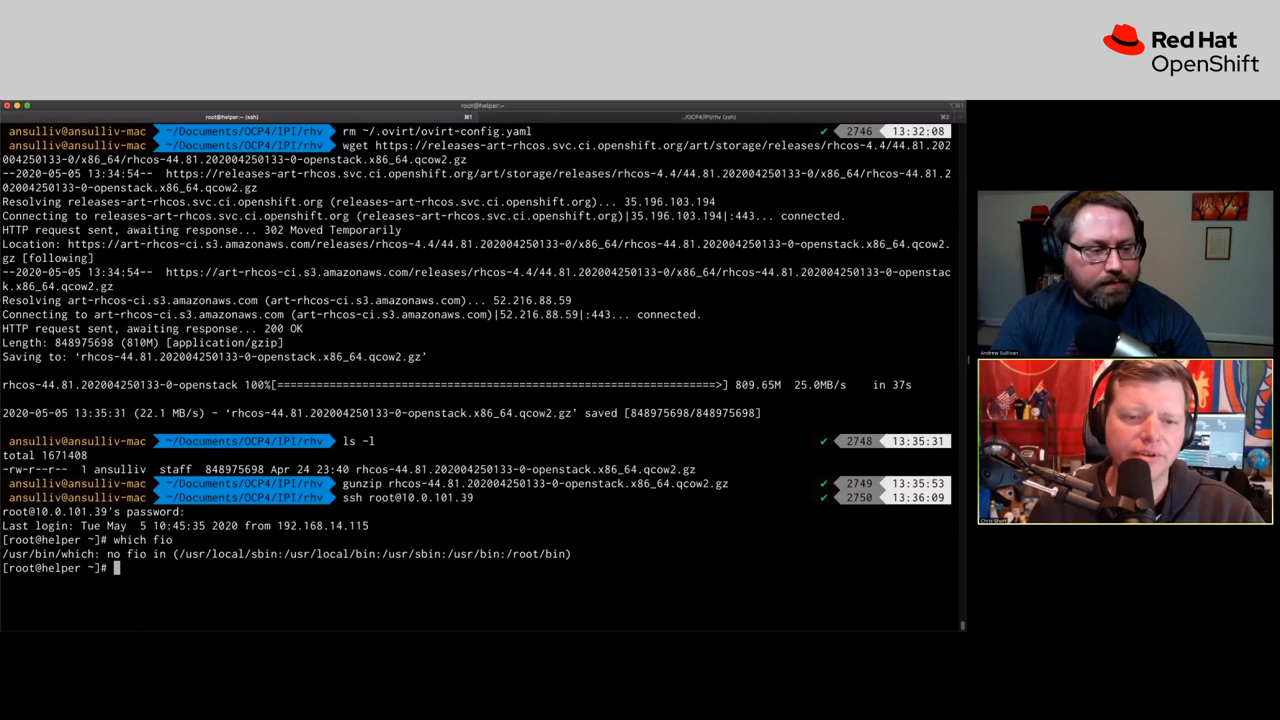 Red Hat
OpenShift
root@helper:~
root@helper:~ (ssh)
⌘1
../OCP4/IPI/rhv (zsh)
⌘2
ansulliv@ansulliv-mac ~/Documents/OCP4/IPI/rhv rm ~/.ovirt/ovirt-config.yaml ✔ 2746 13:32:08
ansulliv@ansulliv-mac ~/Documents/OCP4/IPI/rhv wget https://releases-art-rhcos.svc.ci.openshift.org/art/storage/releases/rhcos-4.4/44.81.202
004250133-0/x86_64/rhcos-44.81.202004250133-0-openstack.x86_64.qcow2.gz
--2020-05-05 13:34:54-- https://releases-art-rhcos.svc.ci.openshift.org/art/storage/releases/rhcos-4.4/44.81.202004250133-0/x86_64/rhcos-44.81.2
02004250133-0-openstack.x86_64.qcow2.gz
Resolving releases-art-rhcos.svc.ci.openshift.org (releases-art-rhcos.svc.ci.openshift.org)... 35.196.103.194
Connecting to releases-art-rhcos.svc.ci.openshift.org (releases-art-rhcos.svc.ci.openshift.org)|35.196.103.194|:443... connected.
HTTP request sent, awaiting response... 302 Moved Temporarily
Location: https://art-rhcos-ci.s3.amazonaws.com/releases/rhcos-4.4/44.81.202004250133-0/x86_64/rhcos-44.81.202004250133-0-openstack.x86_64.qcow2.
gz [following]
--2020-05-05 13:34:54-- https://art-rhcos-ci.s3.amazonaws.com/releases/rhcos-4.4/44.81.202004250133-0/x86_64/rhcos-44.81.202004250133-0-openstac
k.x86_64.qcow2.gz
Resolving art-rhcos-ci.s3.amazonaws.com (art-rhcos-ci.s3.amazonaws.com)... 52.216.88.59
Connecting to art-rhcos-ci.s3.amazonaws.com (art-rhcos-ci.s3.amazonaws.com)|52.216.88.59|:443... connected.
HTTP request sent, awaiting response... 200 OK
Length: 848975698 (810M) [application/gzip]
Saving to: ‘rhcos-44.81.202004250133-0-openstack.x86_64.qcow2.gz’
rhcos-44.81.202004250133-0-openstack 100%[======================================================================>] 809.65M 25.0MB/s in 37s
2020-05-05 13:35:31 (22.1 MB/s) - ‘rhcos-44.81.202004250133-0-openstack.x86_64.qcow2.gz’ saved [848975698/848975698]
ansulliv@ansulliv-mac ~/Documents/OCP4/IPI/rhv ls -l ✔ 2748 13:35:31
total 1671408
-rw-r--r-- 1 ansulliv staff 848975698 Apr 24 23:40 rhcos-44.81.202004250133-0-openstack.x86_64.qcow2.gz
ansulliv@ansulliv-mac ~/Documents/OCP4/IPI/rhv gunzip rhcos-44.81.202004250133-0-openstack.x86_64.qcow2.gz ✔ 2749 13:35:53
ansulliv@ansulliv-mac ~/Documents/OCP4/IPI/rhv ssh root@10.0.101.39 ✔ 2750 13:36:09
root@10.0.101.39's password:
Last login: Tue May 5 10:45:35 2020 from 192.168.14.115
[root@helper ~]# which fio
/usr/bin/which: no fio in (/usr/local/sbin:/usr/local/bin:/usr/sbin:/usr/bin:/root/bin)
[root@helper ~]#
Andrew Sullivan
Chris Short